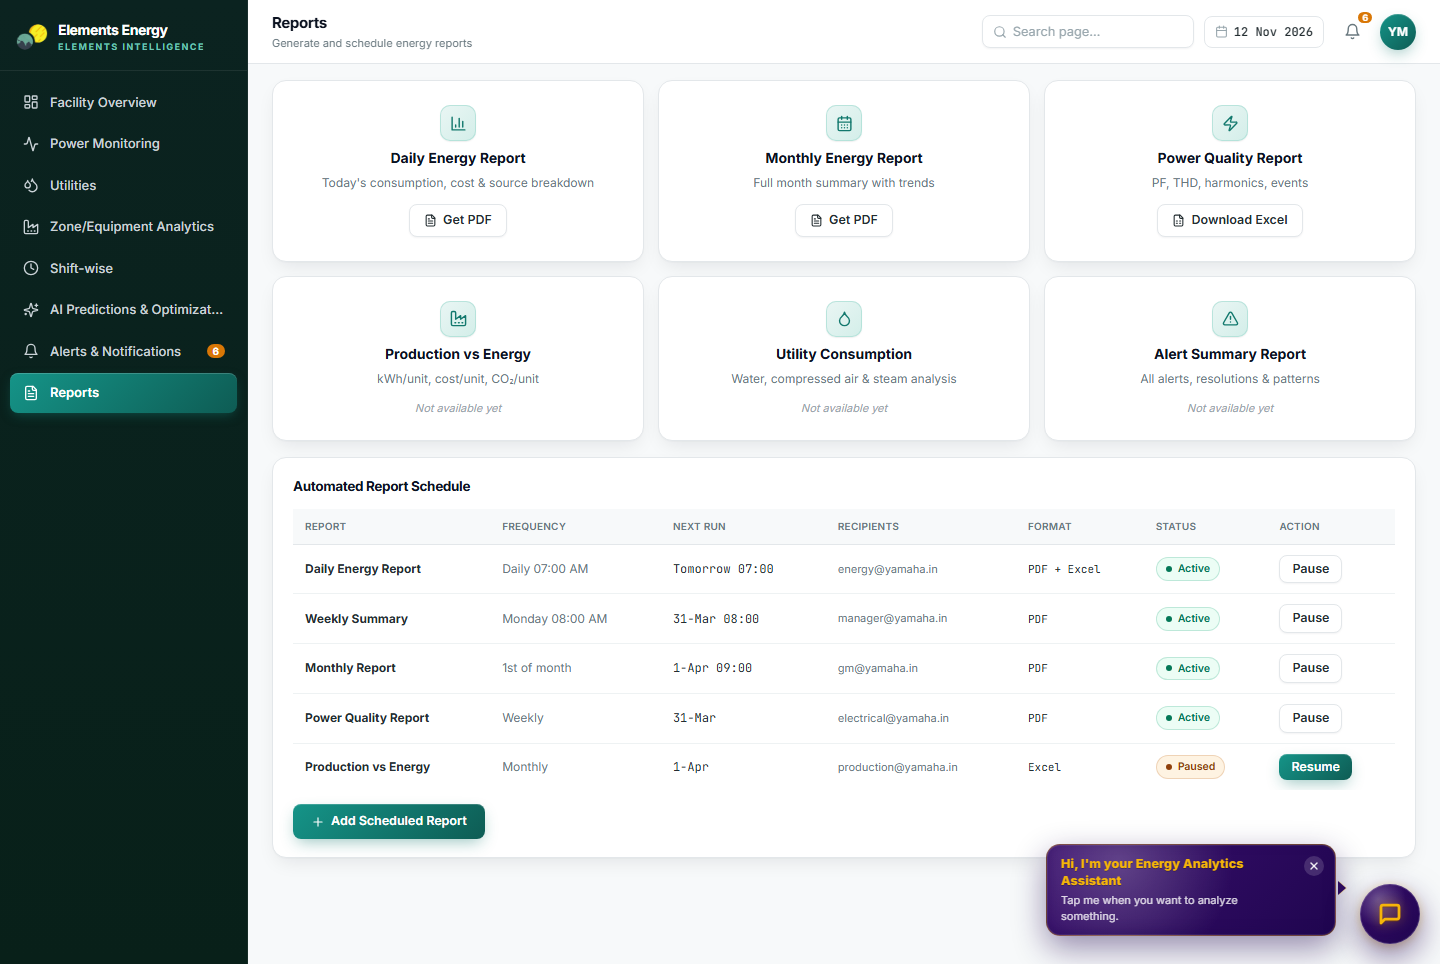 Elements Energy
ELEMENTS INTELLIGENCE
Facility Overview
Power Monitoring
Utilities
Zone/Equipment Analytics
Shift-wise
AI Predictions & Optimizat...
Alerts & Notifications 6
Reports
Reports
Generate and schedule energy reports
Search page...
12 Nov 2026
6
YM
Daily Energy Report
Today's consumption, cost & source breakdown
Get PDF
Monthly Energy Report
Full month summary with trends
Get PDF
Power Quality Report
PF, THD, harmonics, events
Download Excel
Production vs Energy
kWh/unit, cost/unit, CO₂/unit
Not available yet
Utility Consumption
Water, compressed air & steam analysis
Not available yet
Alert Summary Report
All alerts, resolutions & patterns
Not available yet
Automated Report Schedule
REPORT FREQUENCY NEXT RUN RECIPIENTS FORMAT STATUS ACTION
Daily Energy Report Daily 07:00 AM Tomorrow 07:00 energy@yamaha.in PDF + Excel Active Pause
Weekly Summary Monday 08:00 AM 31-Mar 08:00 manager@yamaha.in PDF Active Pause
Monthly Report 1st of month 1-Apr 09:00 gm@yamaha.in PDF Active Pause
Power Quality Report Weekly 31-Mar electrical@yamaha.in PDF Active Pause
Production vs Energy Monthly 1-Apr production@yamaha.in Excel Paused Resume
+ Add Scheduled Report
Hi, I'm your Energy Analytics
Assistant
Tap me when you want to analyze
something.